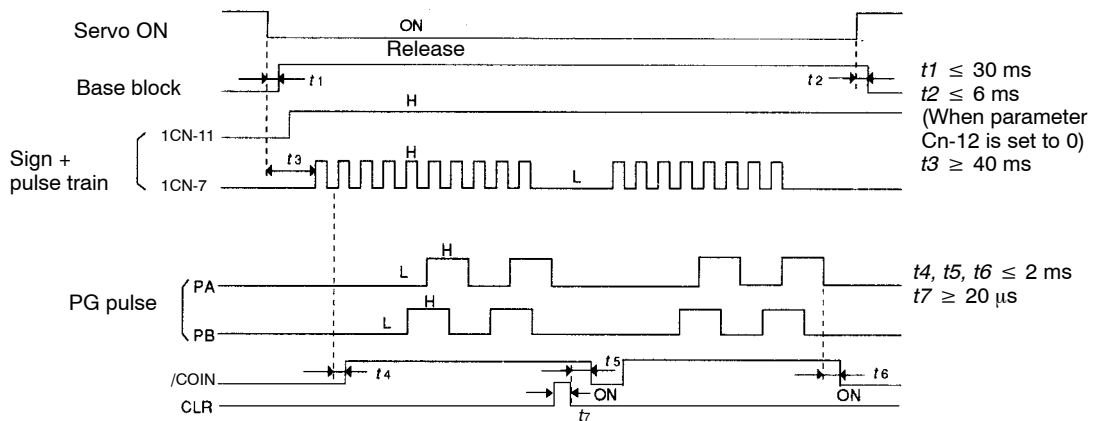 Servo ON
ON
Release
Base block
t1
t2
t1 ≤ 30 ms
t2 ≤ 6 ms
(When parameter
Cn-12 is set to 0)
t3 ≥ 40 ms
Sign +
pulse train
1CN-11
H
t3
H
1CN-7
L
PG pulse
PA
L
H
PB
L
H
t4, t5, t6 ≤ 2 ms
t7 ≥ 20 μs
/COIN
t4
t5
ON
t6
ON
CLR
t7